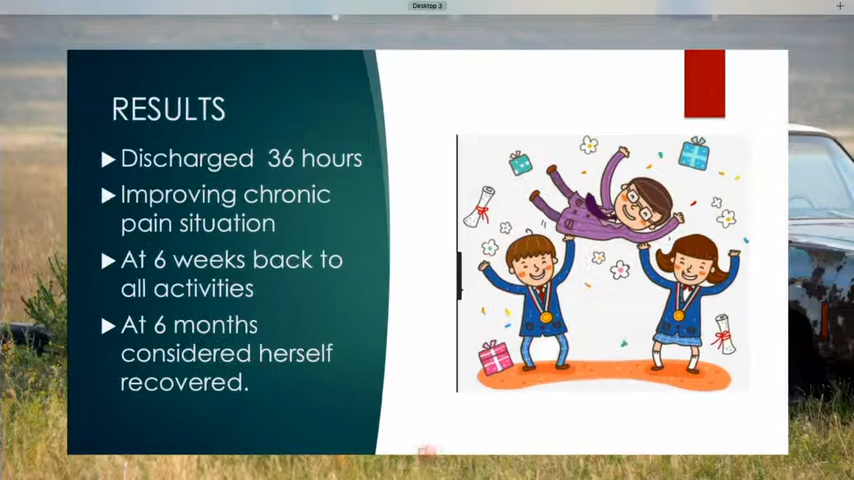 Desktop 3
RESULTS
Discharged 36 hours
Improving chronic
pain situation
At 6 weeks back to
all activities
At 6 months
considered herself
recovered.